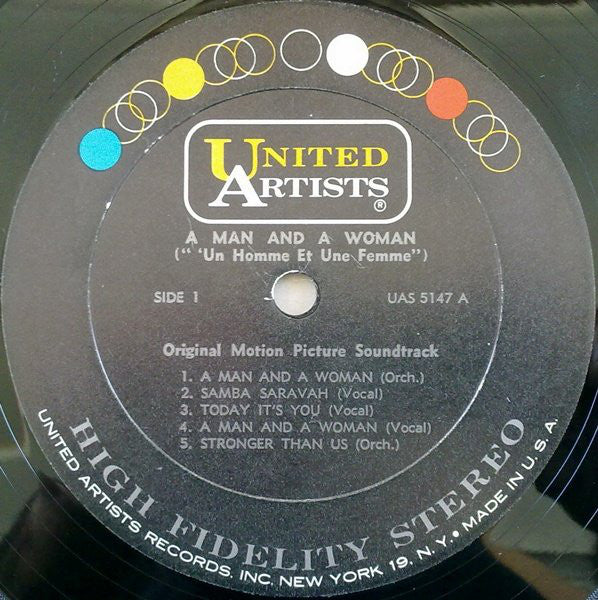 UNITED
ARTISTS
®
A MAN AND A WOMAN
(“ ‘Un Homme Et Une Femme”)
SIDE 1
UAS 5147 A
Original Motion Picture Soundtrack
1. A MAN AND A WOMAN (Orch.)
2. SAMBA SARAVAH (Vocal)
3. TODAY IT'S YOU (Vocal)
4. A MAN AND A WOMAN (Vocal)
5. STRONGER THAN US (Orch.)
HIGH FIDELITY STEREO
UNITED ARTISTS RECORDS, INC. NEW YORK 19, N.Y. • MADE IN U.S.A.